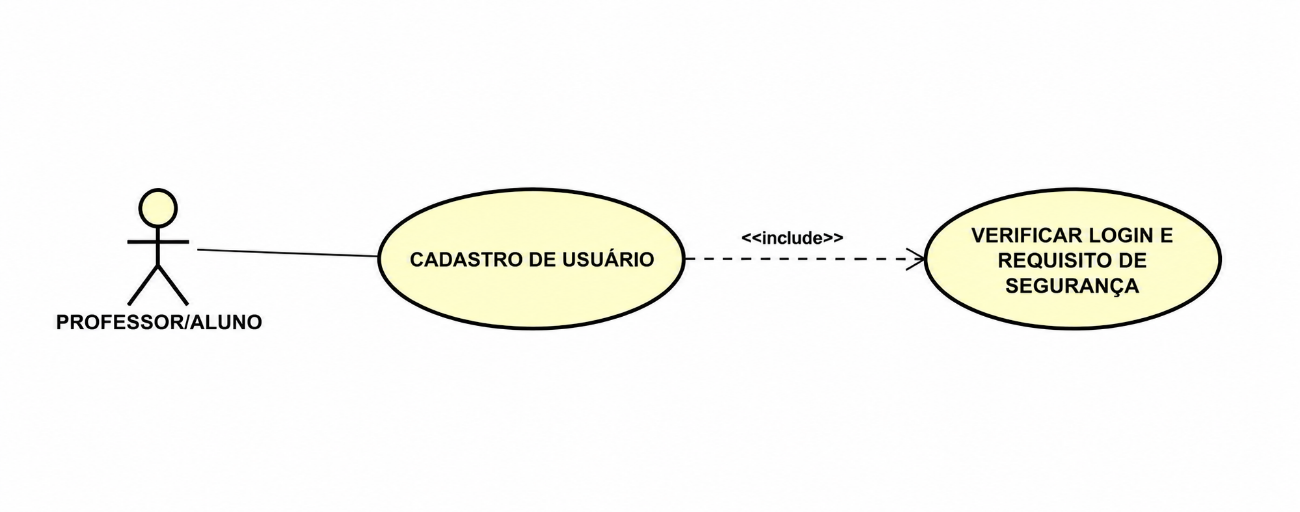 PROFESSOR/ALUNO
CADASTRO DE USUÁRIO
<<include>>
VERIFICAR LOGIN E
REQUISITO DE
SEGURANÇA